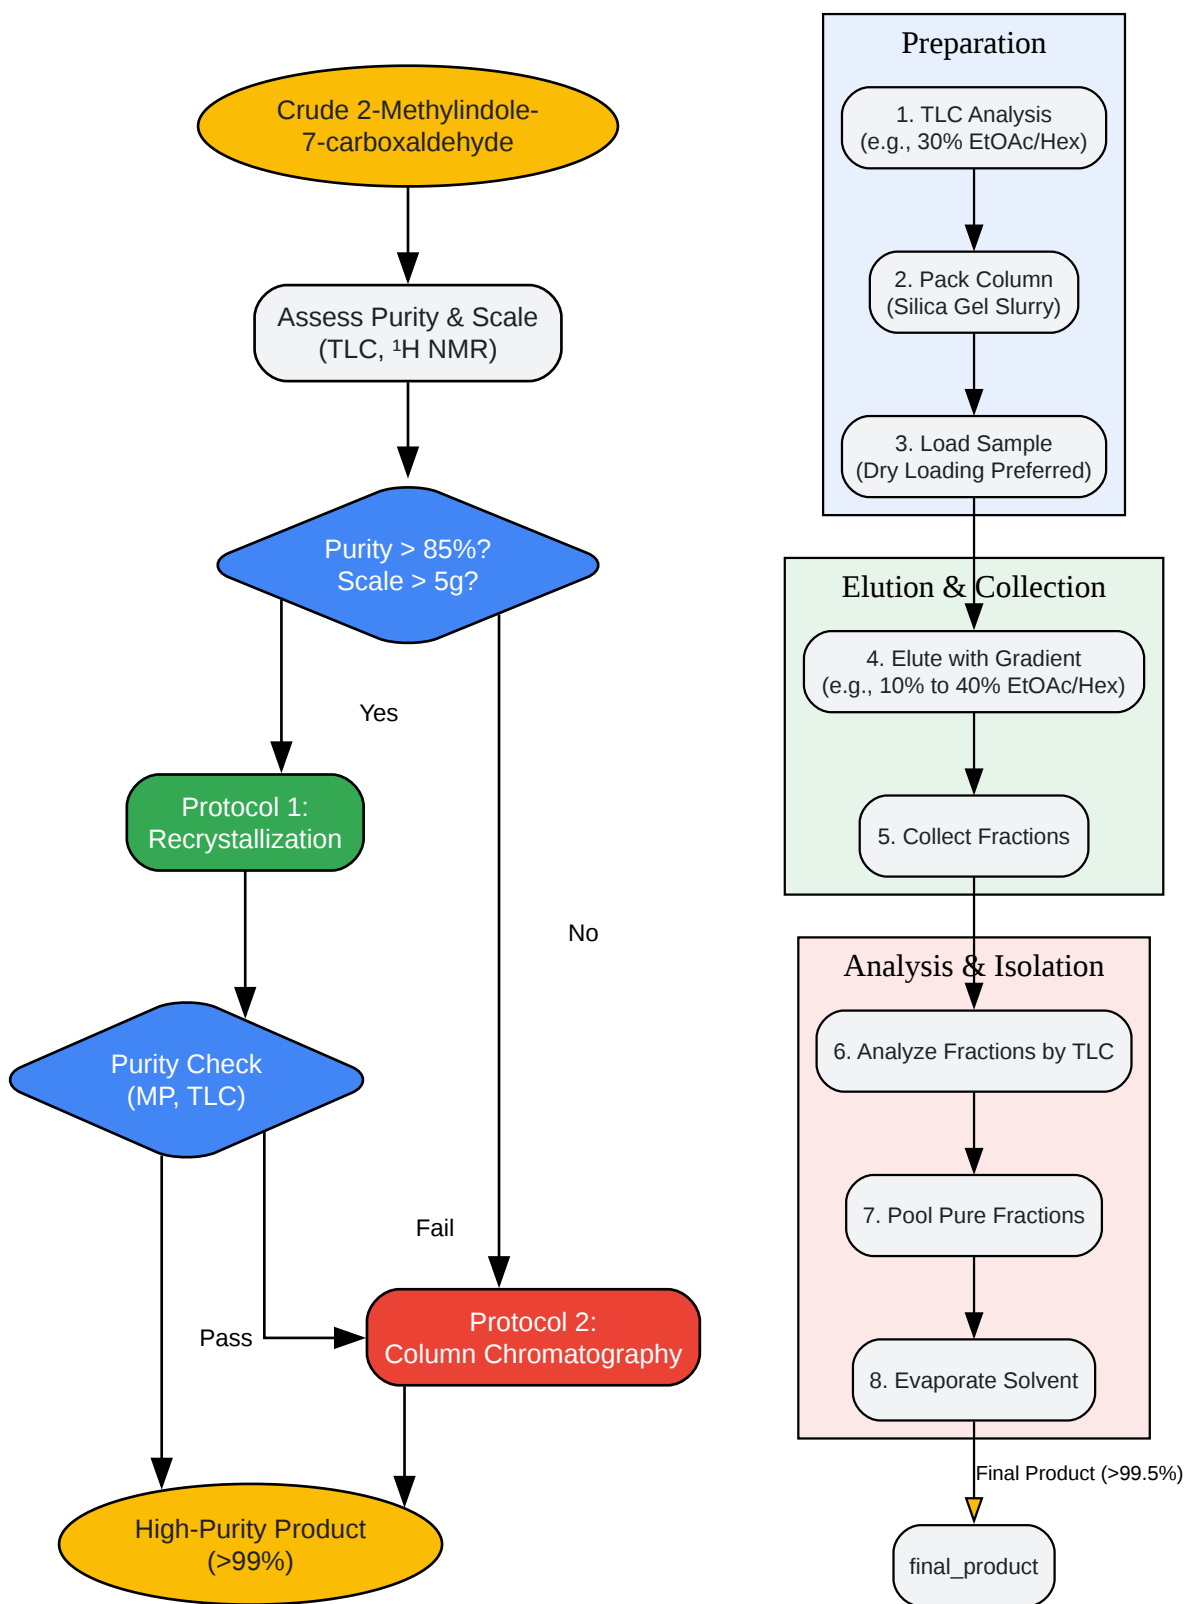 Crude 2-Methylindole-
7-carboxaldehyde
Assess Purity & Scale
(TLC, ¹H NMR)
Purity > 85%?
Scale > 5g?
Yes
No
Protocol 1:
Recrystallization
Purity Check
(MP, TLC)
Fail
Pass
Protocol 2:
Column Chromatography
High-Purity Product
(>99%)
Preparation
1. TLC Analysis
(e.g., 30% EtOAc/Hex)
2. Pack Column
(Silica Gel Slurry)
3. Load Sample
(Dry Loading Preferred)
Elution & Collection
4. Elute with Gradient
(e.g., 10% to 40% EtOAc/Hex)
5. Collect Fractions
Analysis & Isolation
6. Analyze Fractions by TLC
7. Pool Pure Fractions
8. Evaporate Solvent
Final Product (>99.5%)
final_product